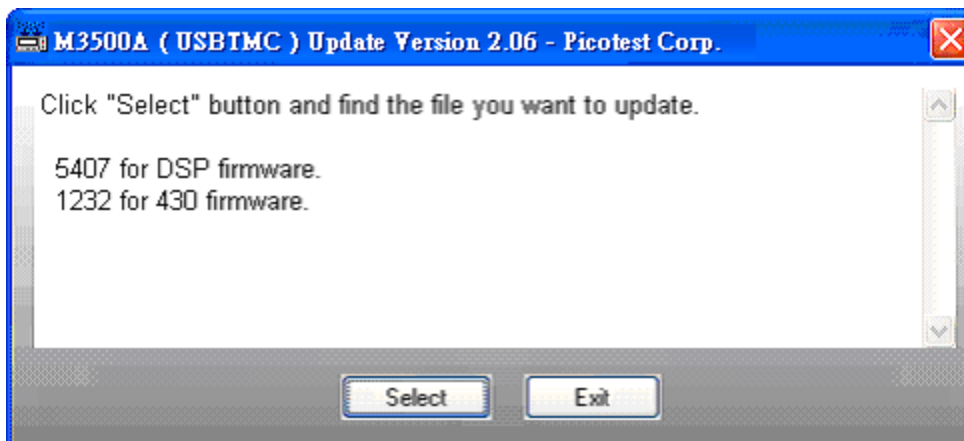 M3500A ( USBTMC ) Update Version 2.06 - Picotest Corp.
Click "Select" button and find the file you want to update.
5407 for DSP firmware.
1232 for 430 firmware.
Select Exit